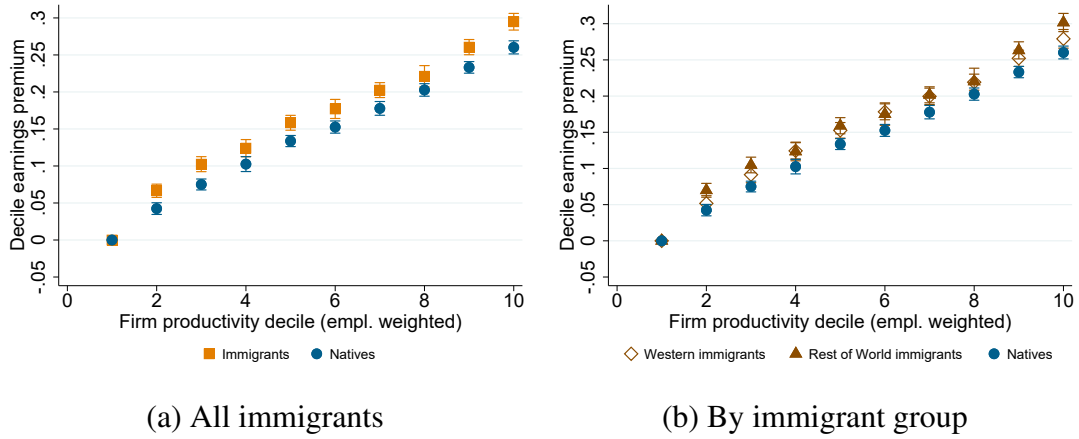 Decile earnings premium
-.05 0 .05 .1 .15 .2 .25 .3
0 2 4 6 8 10
Firm productivity decile (empl. weighted)
Immigrants Natives
(a) All immigrants
Decile earnings premium
-.05 0 .05 .1 .15 .2 .25 .3
0 2 4 6 8 10
Firm productivity decile (empl. weighted)
Western immigrants Rest of World immigrants Natives
(b) By immigrant group